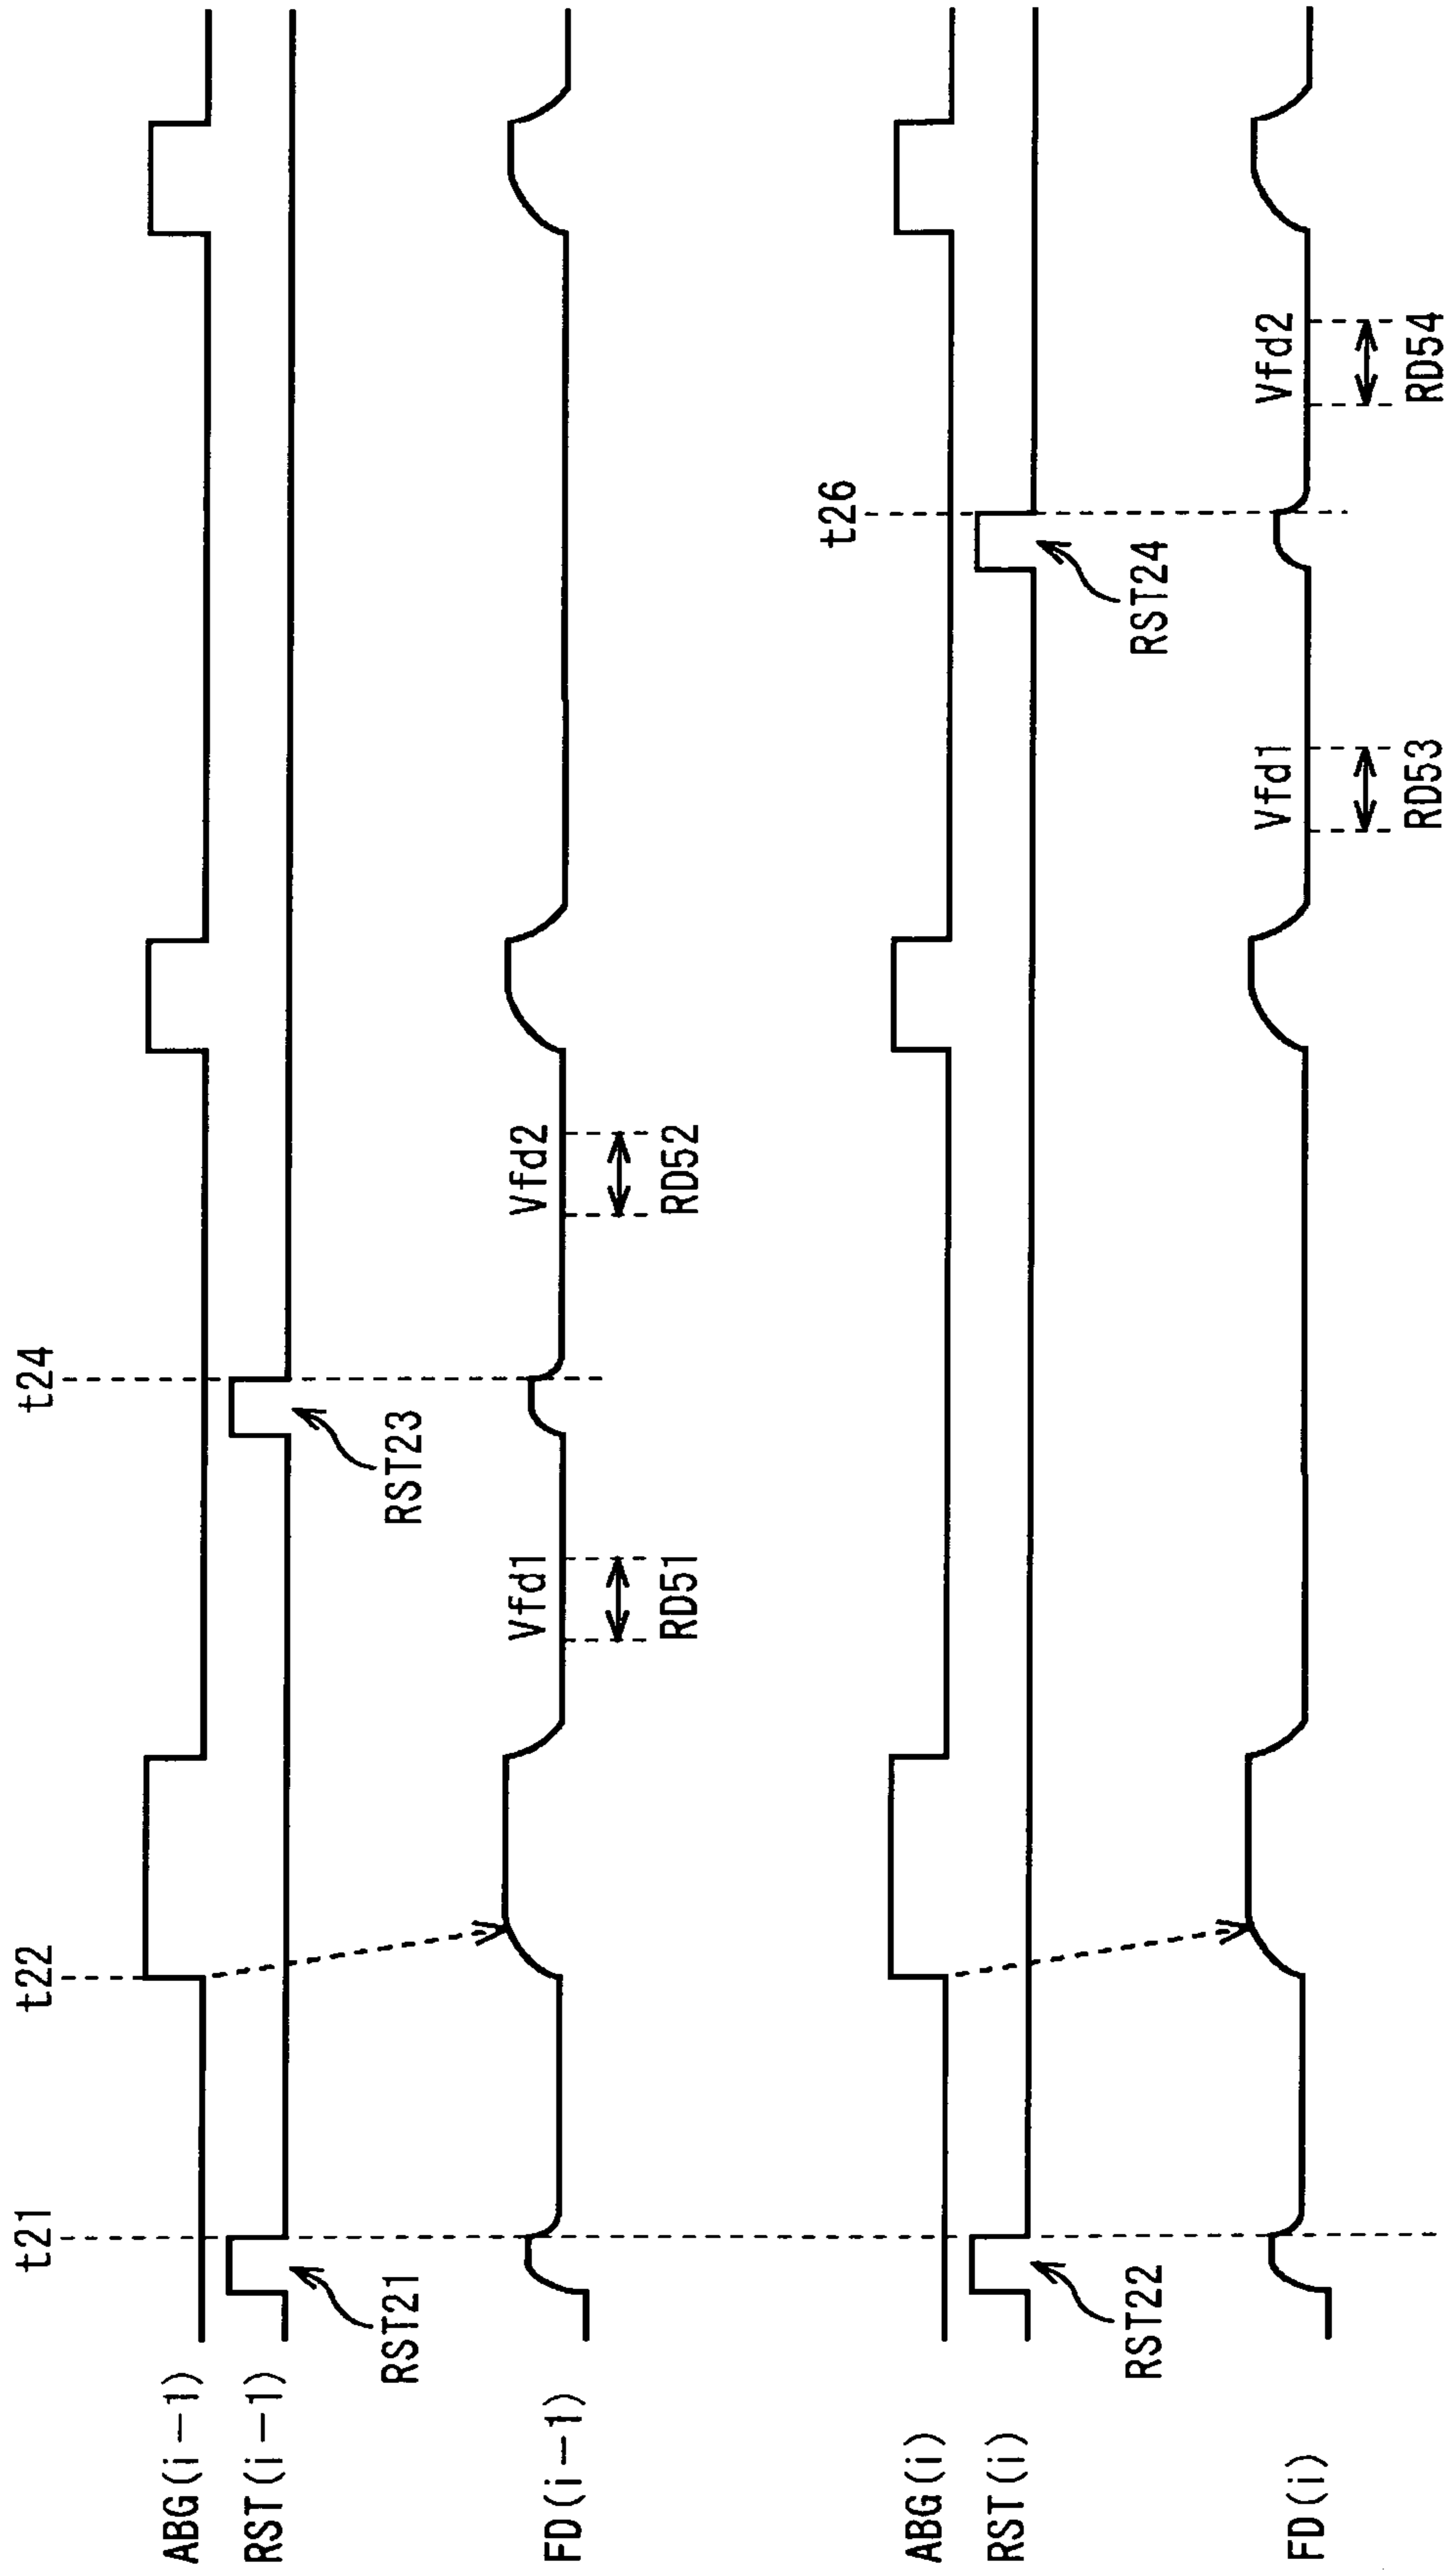 t21
t22
t24
ABG(i-1)
RST(i-1)
RST21
RST23
FD(i-1)
Vfd1
Vfd2
RD51
RD52
t26
ABG(i)
RST(i)
RST22
RST24
FD(i)
Vfd1
Vfd2
RD53
RD54